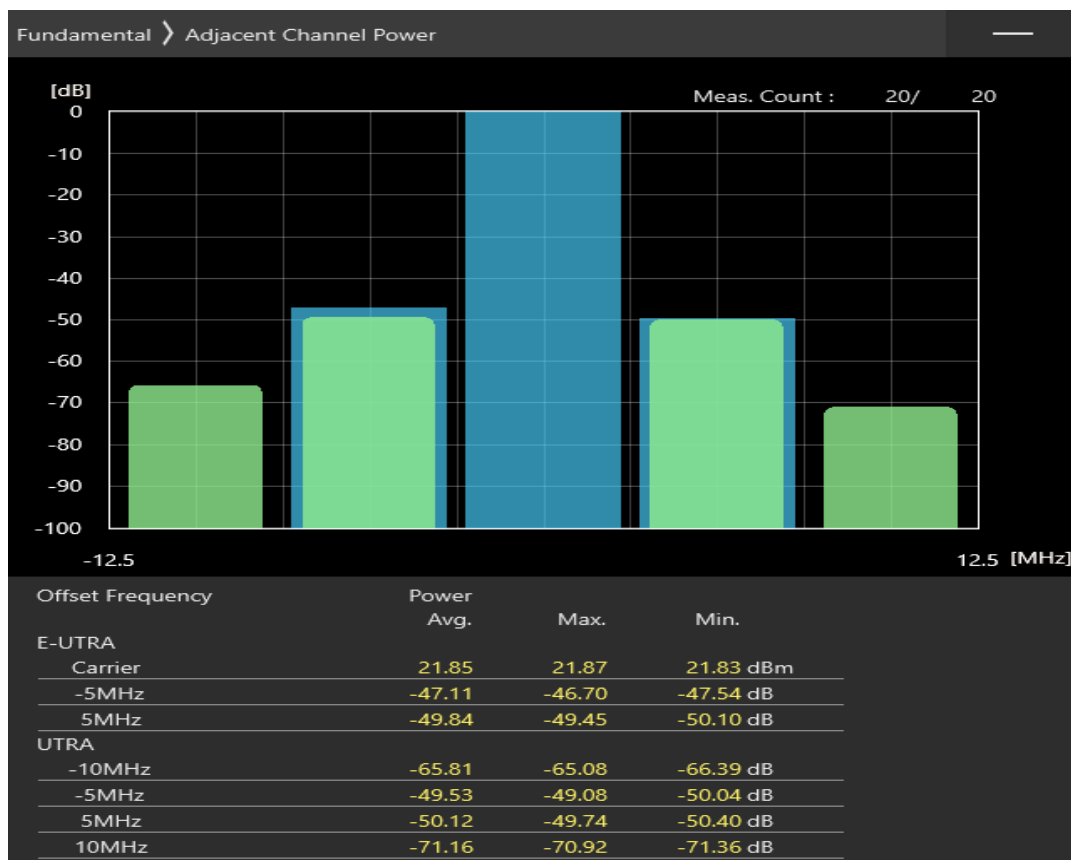 Fundamental ❯ Adjacent Channel Power
[dB]
Meas. Count : 20/ 20
0
-10
-20
-30
-40
-50
-60
-70
-80
-90
-100
-12.5 12.5 [MHz]
Offset Frequency Power
Avg. Max. Min.
E-UTRA
Carrier 21.85 21.87 21.83 dBm
-5MHz -47.11 -46.70 -47.54 dB
5MHz -49.84 -49.45 -50.10 dB
UTRA
-10MHz -65.81 -65.08 -66.39 dB
-5MHz -49.53 -49.08 -50.04 dB
5MHz -50.12 -49.74 -50.40 dB
10MHz -71.16 -70.92 -71.36 dB